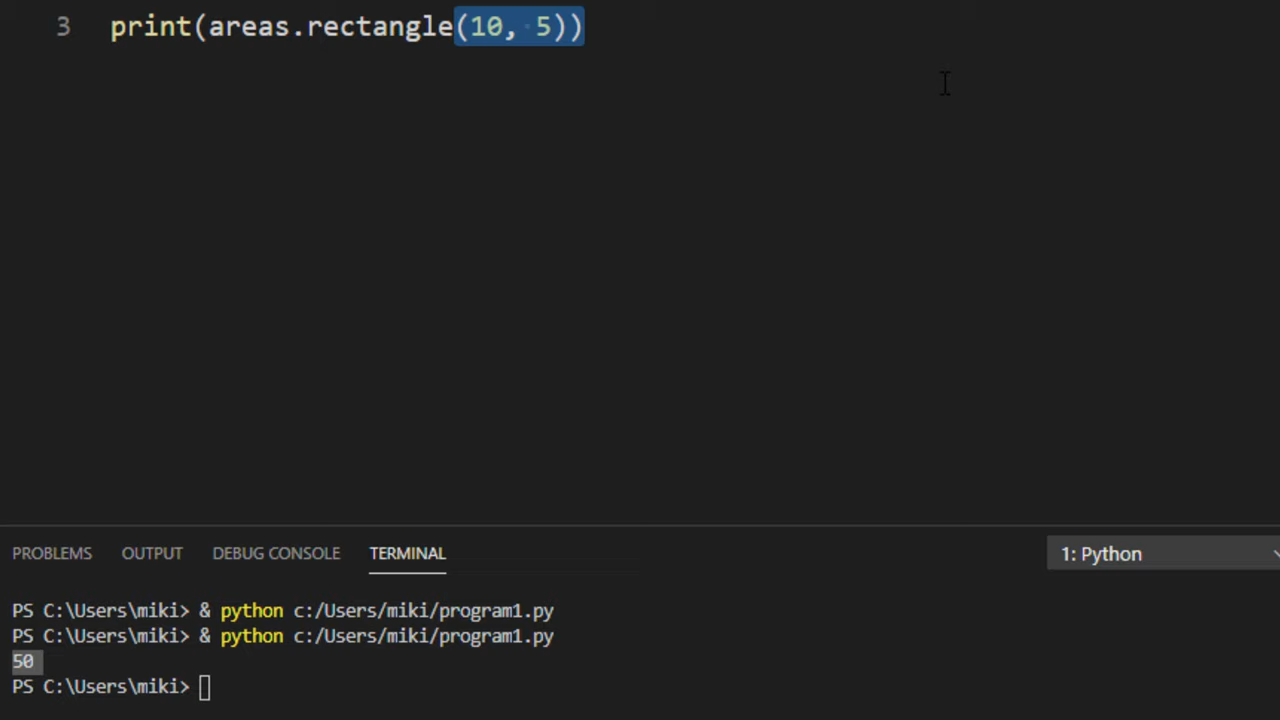 3 print(areas.rectangle(10, 5))
PROBLEMS OUTPUT DEBUG CONSOLE TERMINAL 1: Python
PS C:\Users\miki> & python c:/Users/miki/program1.py
PS C:\Users\miki> & python c:/Users/miki/program1.py
50
PS C:\Users\miki>